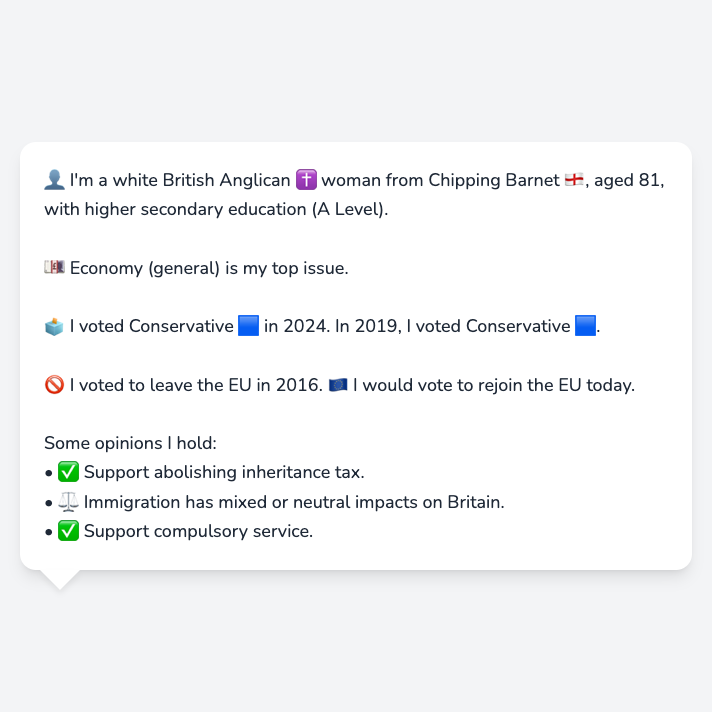 👤 I'm a white British Anglican ✝️ woman from Chipping Barnet 🏴󠁧󠁢󠁥󠁮󠁧󠁿, aged 81,
with higher secondary education (A Level).
💷 Economy (general) is my top issue.
🗳️ I voted Conservative 🟦 in 2024. In 2019, I voted Conservative 🟦.
🚫 I voted to leave the EU in 2016. 🇪🇺 I would vote to rejoin the EU today.
Some opinions I hold:
• ✅ Support abolishing inheritance tax.
• ⚖️ Immigration has mixed or neutral impacts on Britain.
• ✅ Support compulsory service.